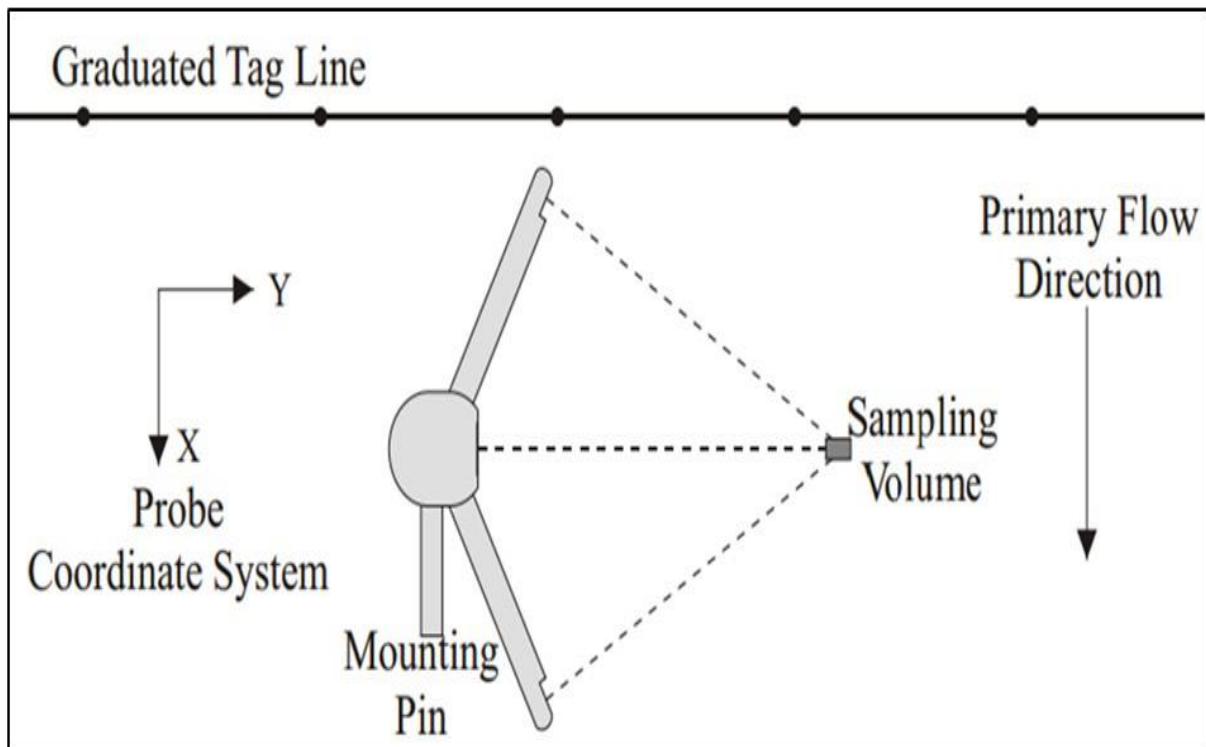 Graduated Tag Line
Primary Flow
Direction
Y
X
Probe
Coordinate System
Sampling
Volume
Mounting
Pin